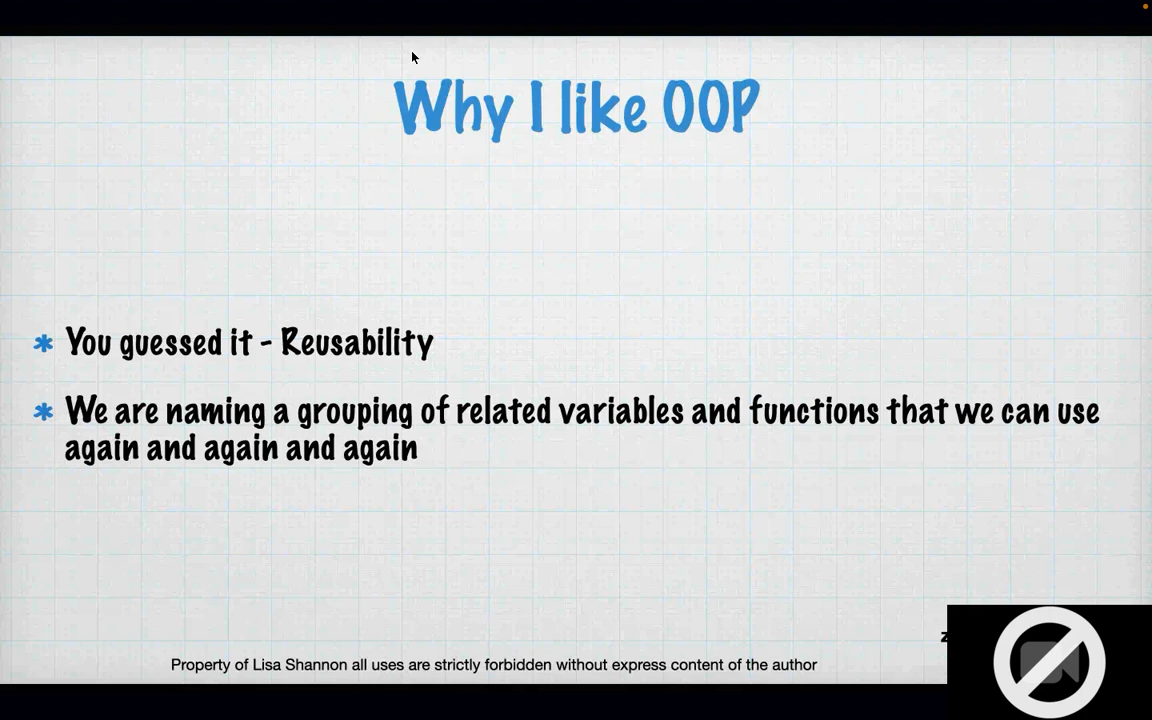 Why I like OOP
* You guessed it - Reusability
* We are naming a grouping of related variables and functions that we can use
again and again and again
Property of Lisa Shannon all uses are strictly forbidden without express content of the author